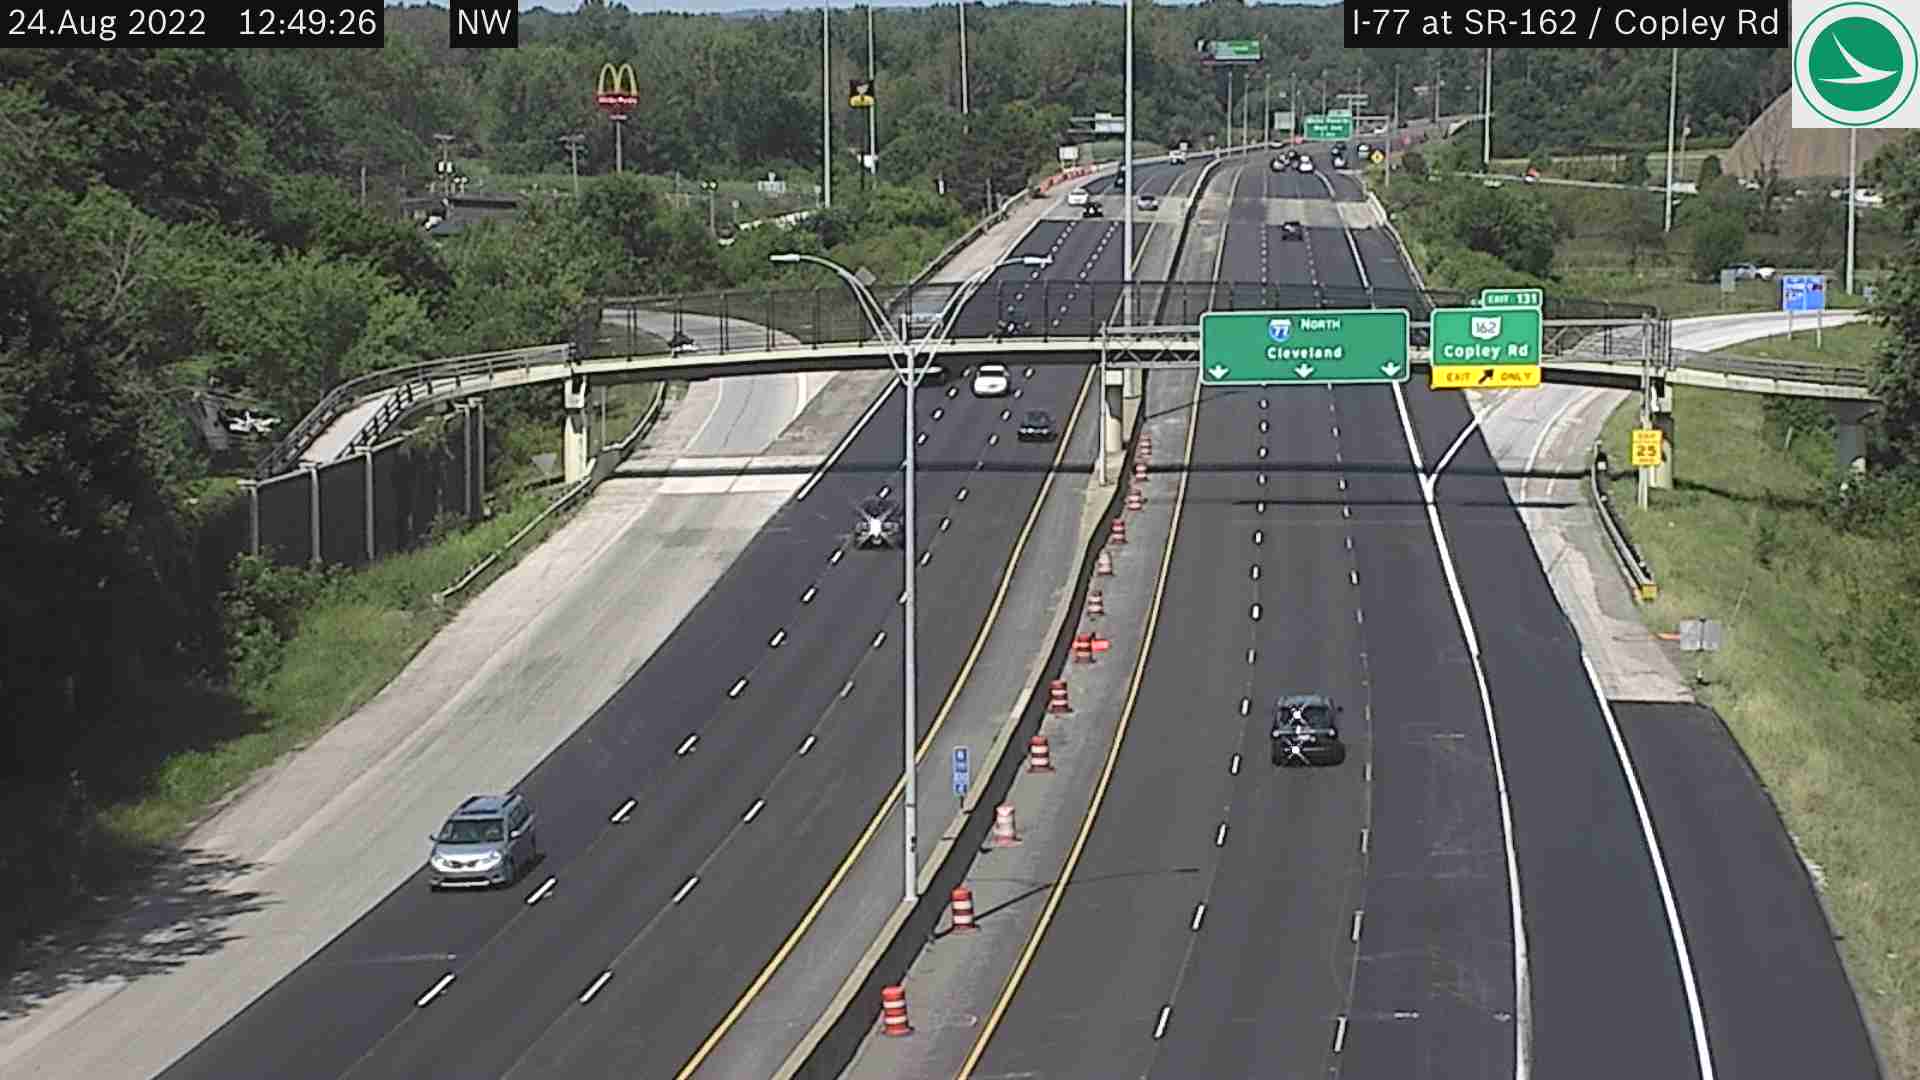 24.Aug 2022 12:49:26
NW
I-77 at SR-162 / Copley Rd
EXIT 131
77 NORTH
Cleveland
162
Copley Rd
EXIT ONLY
25